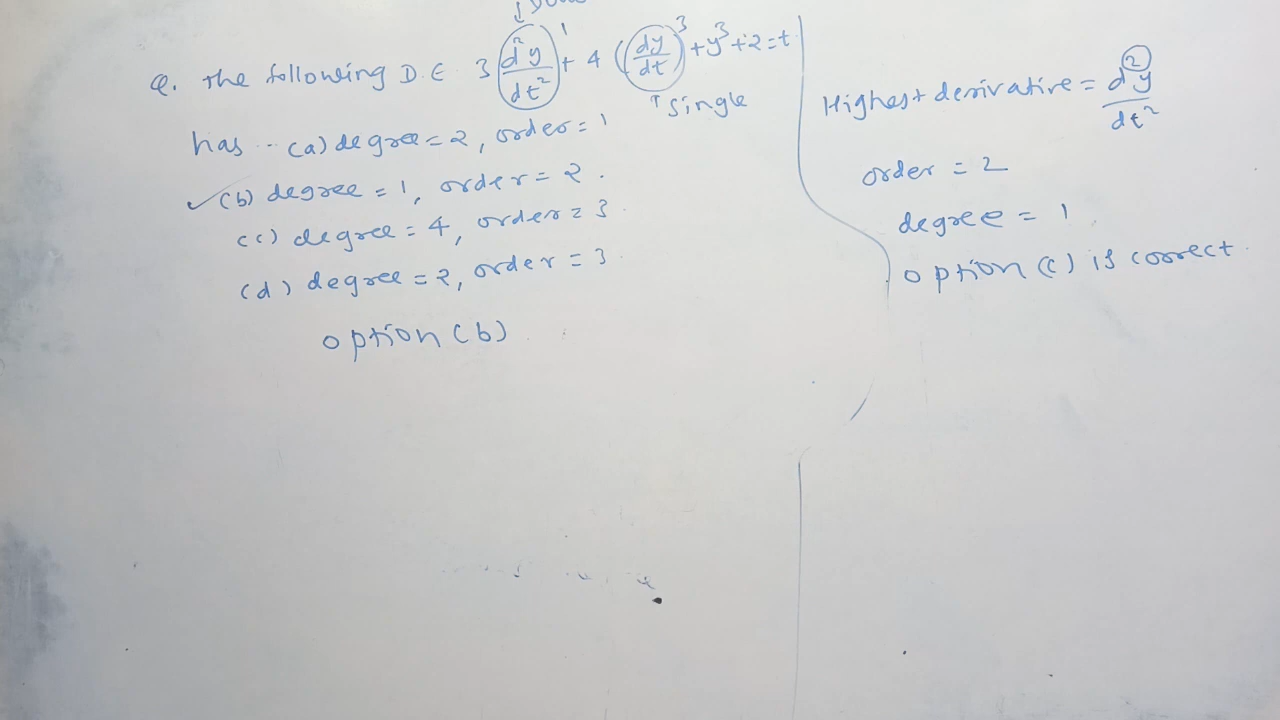 Q. The following D.E 3 d²y/dt² ¹ + 4 (dy/dt)³ + y³ + 2 = t
↑ single
has .. (a) degree = 2, order = 1
✓(b) degree = 1, order = 2.
(c) degree = 4, order = 3.
(d) degree = 2, order = 3.
option (b)
Highest derivative = d²y/dt²
order = 2
degree = 1
option (c) is correct.